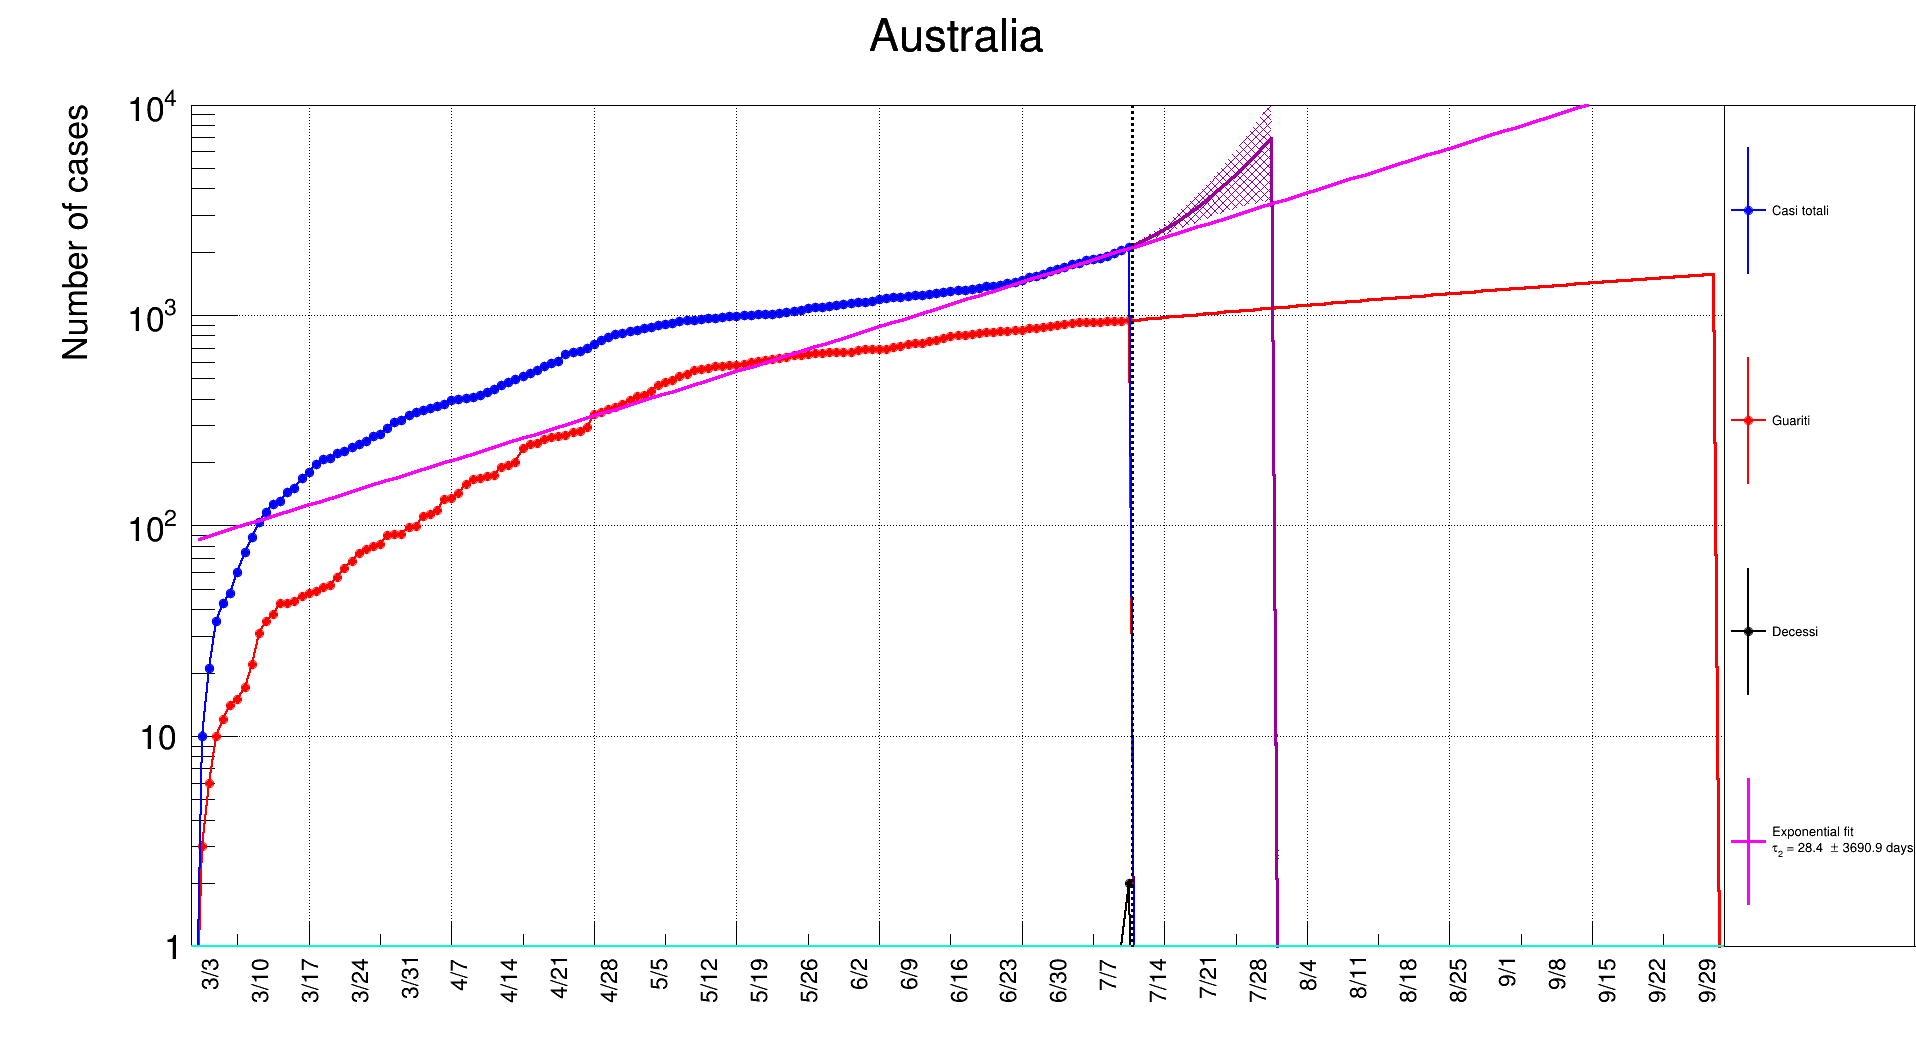 Australia
Number of cases
10^4
10^3
10^2
10
1
3/3 3/10 3/17 3/24 3/31 4/7 4/14 4/21 4/28 5/5 5/12 5/19 5/26 6/2 6/9 6/16 6/23 6/30 7/7 7/14 7/21 7/28 8/4 8/11 8/18 8/25 9/1 9/8 9/15 9/22 9/29
Casi totali
Guariti
Decessi
Exponential fit
τ₂ = 28.4 ± 3690.9 days